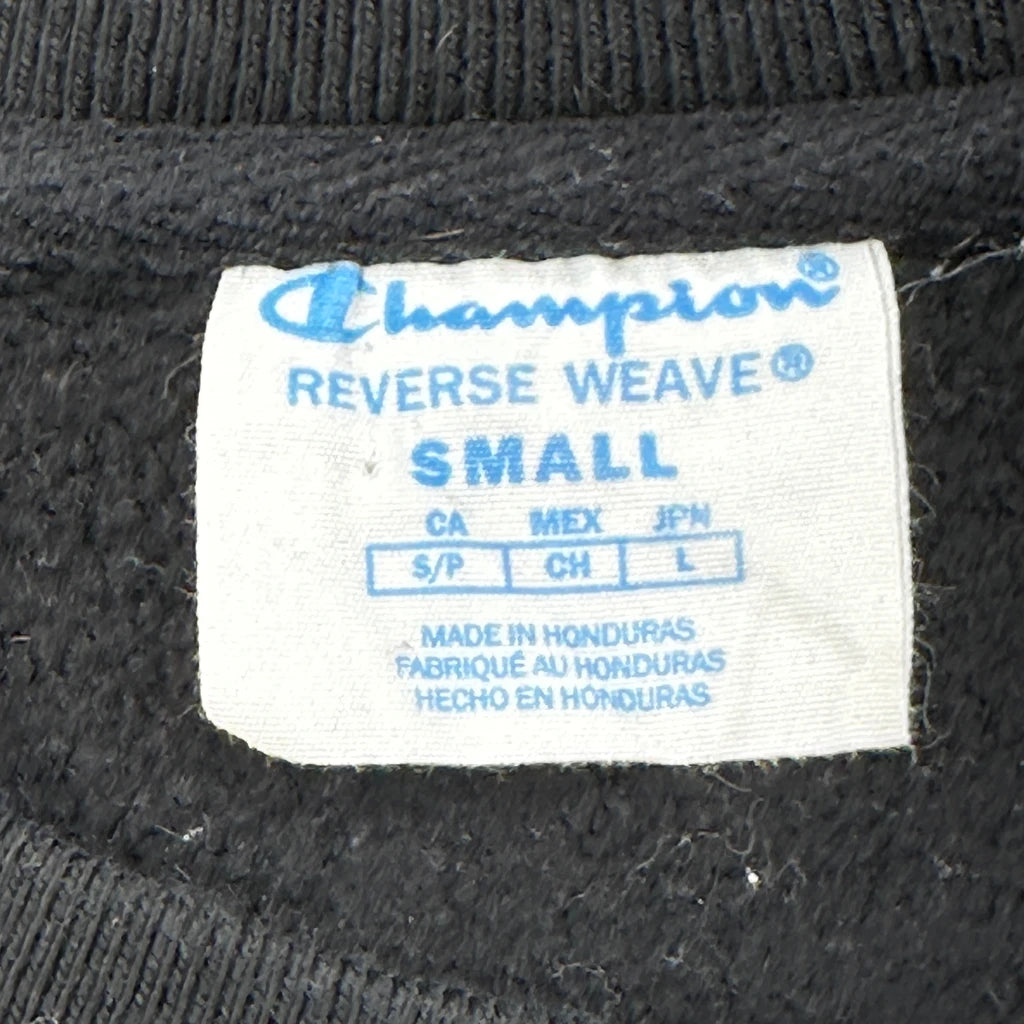 Champion®
REVERSE WEAVE®
SMALL
CA MEX JPN
S/P CH L
MADE IN HONDURAS
FABRIQUÉ AU HONDURAS
HECHO EN HONDURAS